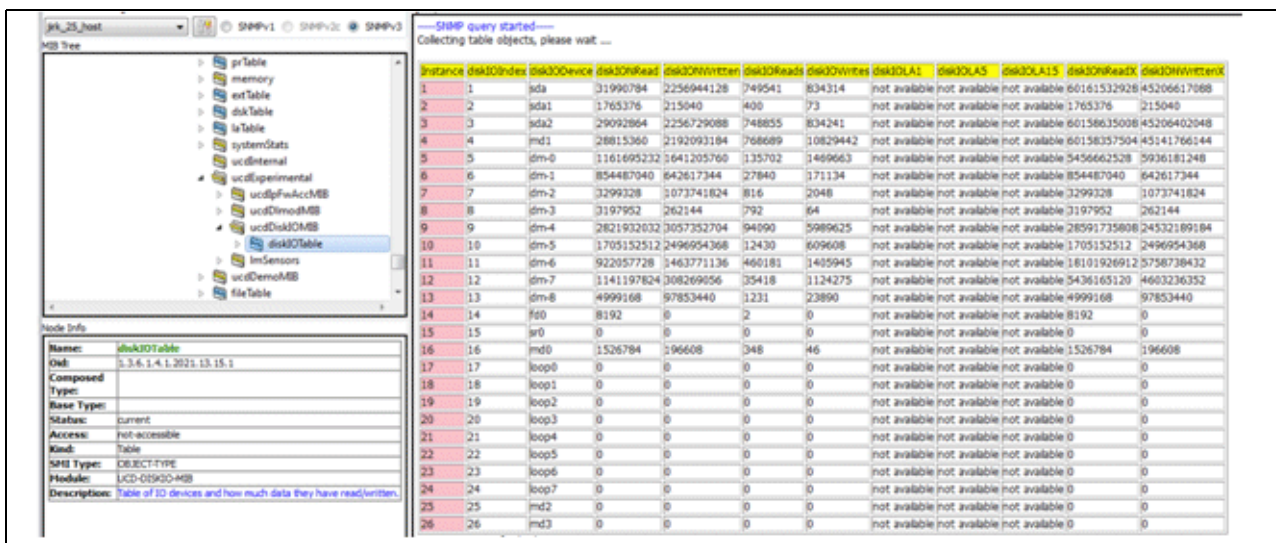 jirk_25_host SNMPv1 SNMPv2c SNMPv3
MIB Tree
prTable
memory
extTable
dskTable
laTable
systemStats
ucdInternal
ucdExperimental
ucdIpFwAccMIB
ucdDlmodMIB
ucdDiskIOMIB
diskIOTable
lmSensors
ucdDemoMIB
fileTable
Node Info
Name: diskIOTable
Oid: 1.3.6.1.4.1.2021.13.15.1
Composed
Type:
Base Type:
Status: current
Access: not-accessible
Kind: Table
SMI Type: OBJECT-TYPE
Module: UCD-DISKIO-MIB
Description: Table of IO devices and how much data they have read/written.
-----SNMP query started-----
Collecting table objects, please wait ....
Instance diskIOIndex diskIODevice diskIONRead diskIONWritten diskIOReads diskIOWrites diskIOLA1 diskIOLA5 diskIOLA15 diskIONReadX diskIONWrittenX
1 1 sda 31990784 2256944128 749541 834314 not available not available not available 60161532928 45206617088
2 2 sda1 1765376 215040 400 73 not available not available not available 1765376 215040
3 3 sda2 29092864 2256729088 748855 834241 not available not available not available 60158635008 45206402048
4 4 md1 28815360 2192093184 768689 10829442 not available not available not available 60158357504 45141766144
5 5 dm-0 1161695232 1641205760 135702 1469663 not available not available not available 5456662528 5936181248
6 6 dm-1 854487040 642617344 27840 171134 not available not available not available 854487040 642617344
7 7 dm-2 3299328 1073741824 816 2048 not available not available not available 3299328 1073741824
8 8 dm-3 3197952 262144 792 64 not available not available not available 3197952 262144
9 9 dm-4 2821932032 3057352704 94090 5989625 not available not available not available 28591735808 24532189184
10 10 dm-5 1705152512 2496954368 12430 609608 not available not available not available 1705152512 2496954368
11 11 dm-6 922057728 1463771136 460181 1405945 not available not available not available 18101926912 5758738432
12 12 dm-7 1141197824 308269056 35418 1124275 not available not available not available 5436165120 4603236352
13 13 dm-8 4999168 97853440 1231 23890 not available not available not available 4999168 97853440
14 14 fd0 8192 0 2 0 not available not available not available 8192 0
15 15 sr0 0 0 0 0 not available not available not available 0 0
16 16 md0 1526784 196608 348 46 not available not available not available 1526784 196608
17 17 loop0 0 0 0 0 not available not available not available 0 0
18 18 loop1 0 0 0 0 not available not available not available 0 0
19 19 loop2 0 0 0 0 not available not available not available 0 0
20 20 loop3 0 0 0 0 not available not available not available 0 0
21 21 loop4 0 0 0 0 not available not available not available 0 0
22 22 loop5 0 0 0 0 not available not available not available 0 0
23 23 loop6 0 0 0 0 not available not available not available 0 0
24 24 loop7 0 0 0 0 not available not available not available 0 0
25 25 md2 0 0 0 0 not available not available not available 0 0
26 26 md3 0 0 0 0 not available not available not available 0 0